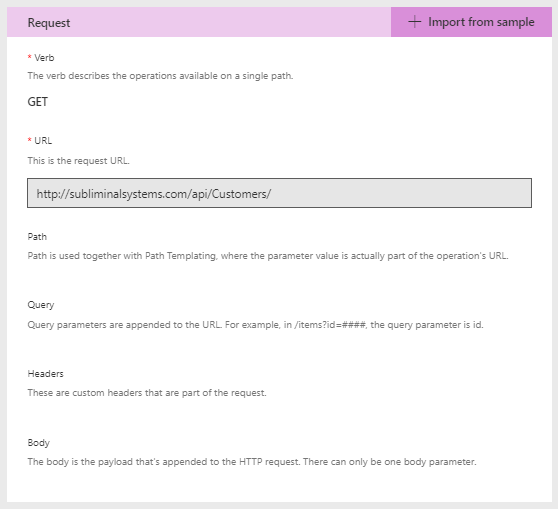 Request
Import from sample
* Verb
The verb describes the operations available on a single path.
GET
* URL
This is the request URL.
http://subliminalsystems.com/api/Customers/
Path
Path is used together with Path Templating, where the parameter value is actually part of the operation's URL.
Query
Query parameters are appended to the URL. For example, in /items?id=####, the query parameter is id.
Headers
These are custom headers that are part of the request.
Body
The body is the payload that's appended to the HTTP request. There can only be one body parameter.